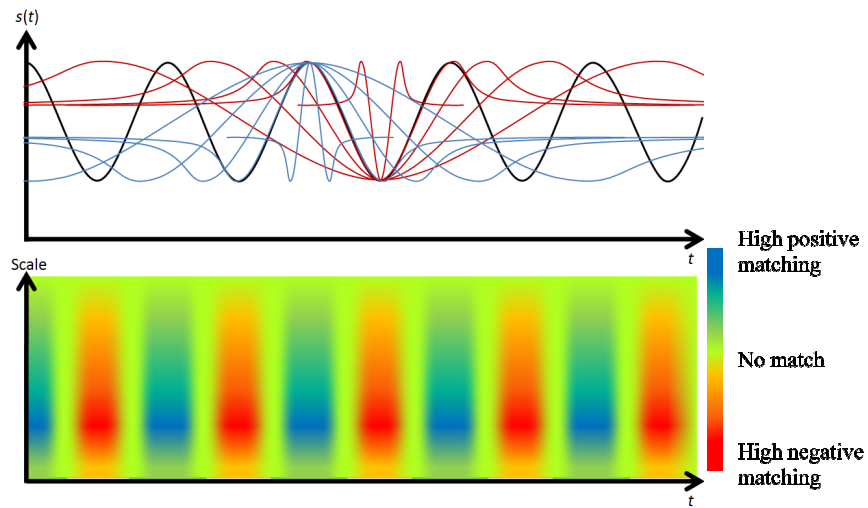 s(t)
t
Scale
t
High positive
matching
No match
High negative
matching